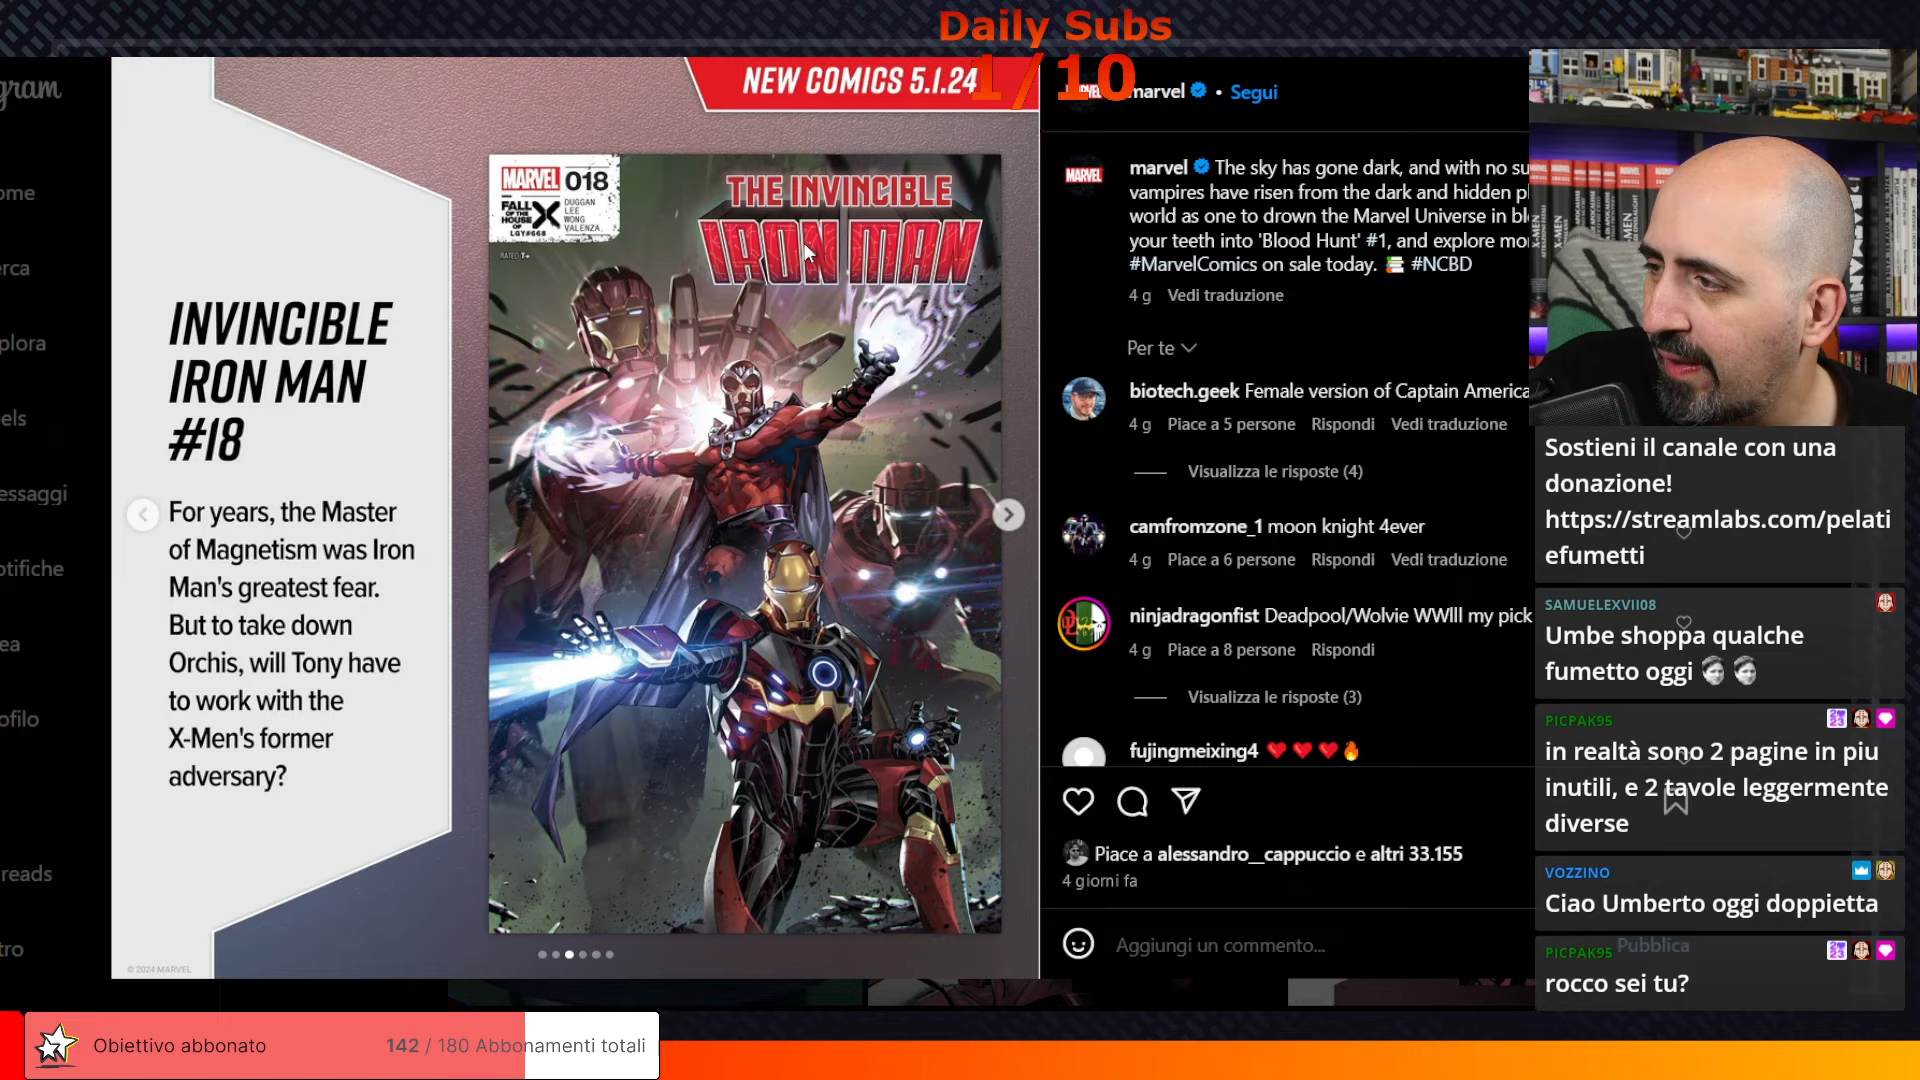 Daily Subs
1/10
gram
ome
erca
plora
eels
essaggi
otifiche
ea
ofilo
reads
tro
NEW COMICS 5.1.24
INVINCIBLE
IRON MAN
#18
For years, the Master
of Magnetism was Iron
Man's greatest fear.
But to take down
Orchis, will Tony have
to work with the
X-Men's former
adversary?
© 2024 MARVEL
MARVEL 018
FALL
OF THE
HOUSE
OF
X
LGY#668
DUGGAN
LEE
WONG
VALENZA
RATED T+
THE INVINCIBLE
IRON MAN
marvel • Segui
MARVEL
marvel The sky has gone dark, and with no su
vampires have risen from the dark and hidden p
world as one to drown the Marvel Universe in bl
your teeth into 'Blood Hunt' #1, and explore mo
#MarvelComics on sale today. 📚 #NCBD
4 g Vedi traduzione
Per te
biotech.geek Female version of Captain America
4 g Piace a 5 persone Rispondi Vedi traduzione
Visualizza le risposte (4)
camfromzone_1 moon knight 4ever
4 g Piace a 6 persone Rispondi Vedi traduzione
ninjadragonfist Deadpool/Wolvie WWlll my pick
4 g Piace a 8 persone Rispondi
Visualizza le risposte (3)
fujingmeixing4 ❤️❤️❤️🔥
Piace a alessandro__cappuccio e altri 33.155
4 giorni fa
Aggiungi un commento...
Pubblica
Sostieni il canale con una
donazione!
https://streamlabs.com/pelati
efumetti
SAMUELEXVII08
Umbe shoppa qualche
fumetto oggi
PICPAK95
in realtà sono 2 pagine in piu
inutili, e 2 tavole leggermente
diverse
VOZZINO
Ciao Umberto oggi doppietta
PICPAK95
rocco sei tu?
Obiettivo abbonato 142 / 180 Abbonamenti totali